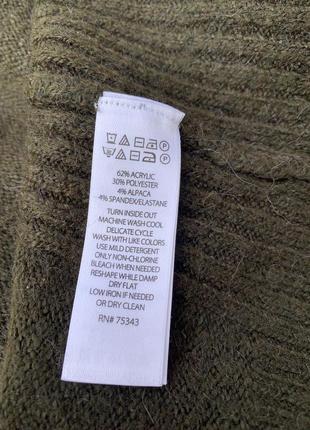 62% ACRYLIC
30% POLYESTER
4% ALPACA
4% SPANDEX/ELASTANE
TURN INSIDE OUT
MACHINE WASH COOL
DELICATE CYCLE
WASH WITH LIKE COLORS
USE MILD DETERGENT
ONLY NON-CHLORINE
BLEACH WHEN NEEDED
RESHAPE WHILE DAMP
DRY FLAT
LOW IRON IF NEEDED
OR DRY CLEAN
RN# 75343